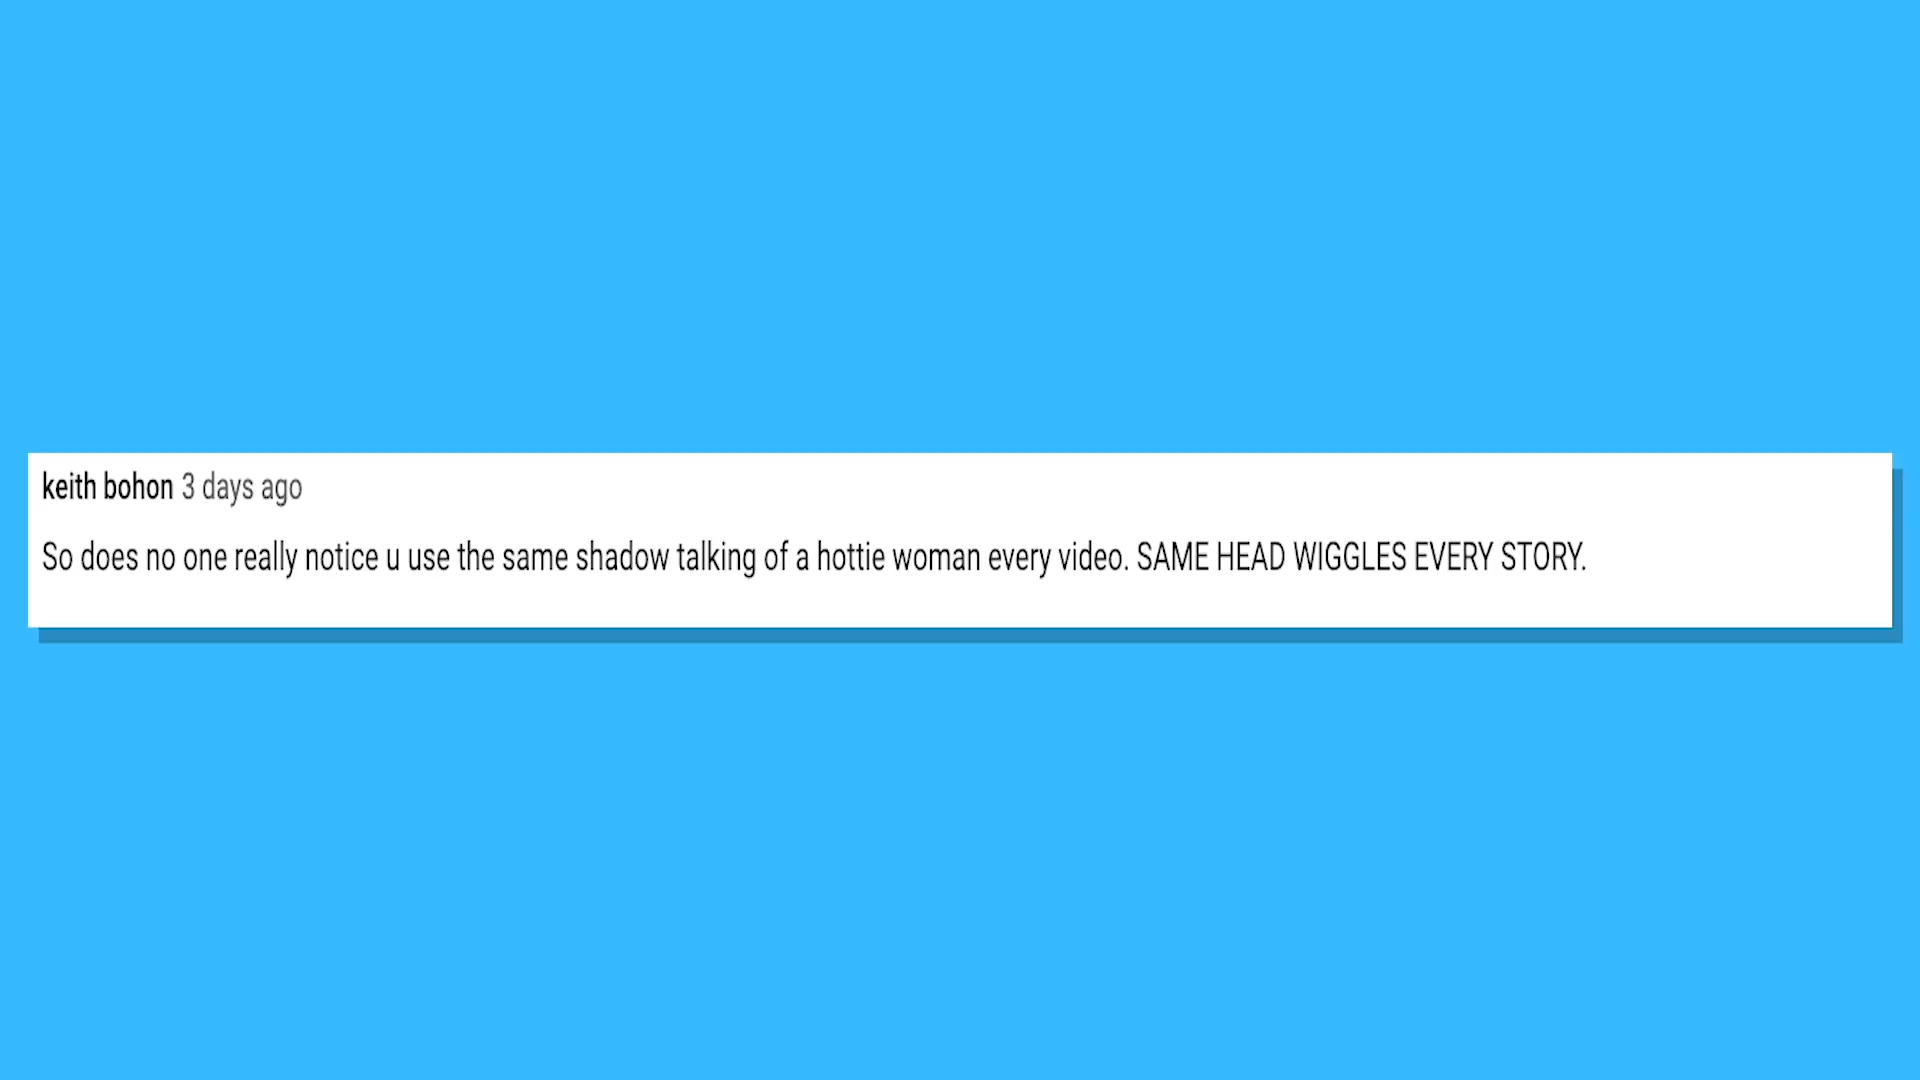 keith bohon 3 days ago
So does no one really notice u use the same shadow talking of a hottie woman every video. SAME HEAD WIGGLES EVERY STORY.